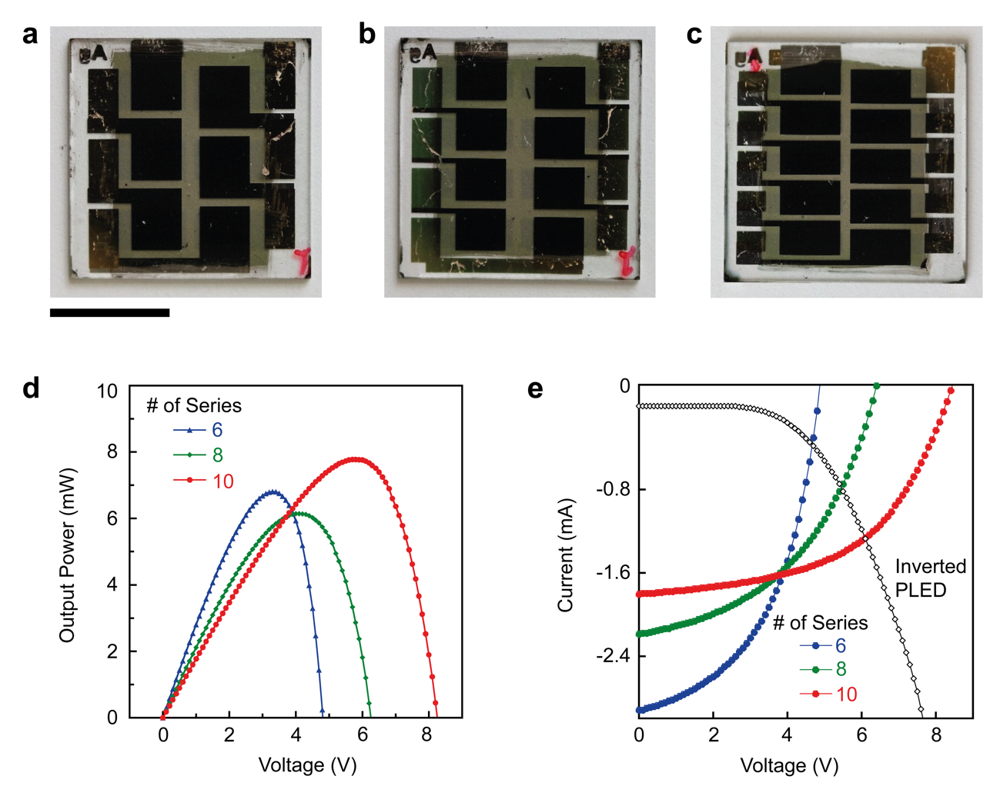 a
b
c
d
10
8
6
4
2
0
# of Series
6
8
10
Output Power (mW)
0
2
4
6
8
Voltage (V)
e
0
-0.8
-1.6
-2.4
Current (mA)
Inverted
PLED
# of Series
6
8
10
0
2
4
6
8
Voltage (V)